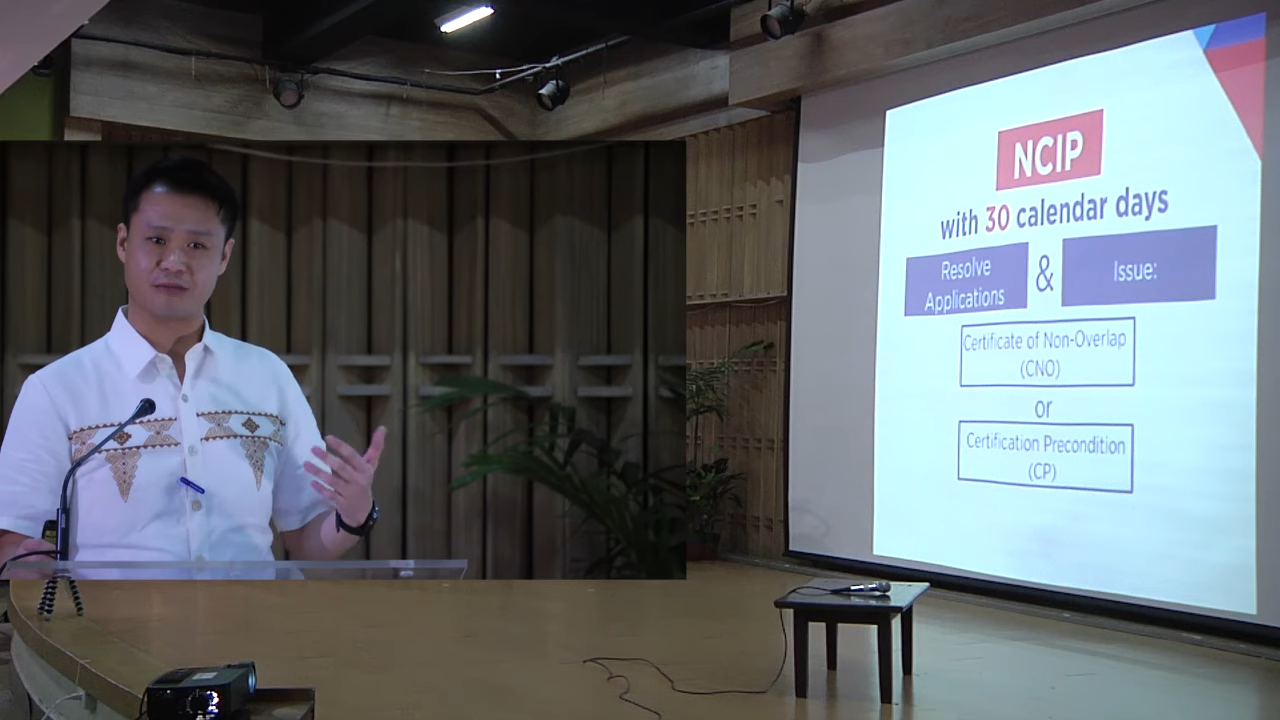 NCIP
with 30 calendar days
Resolve
Applications
&
Issue:
Certificate of Non-Overlap
(CNO)
or
Certification Precondition
(CP)